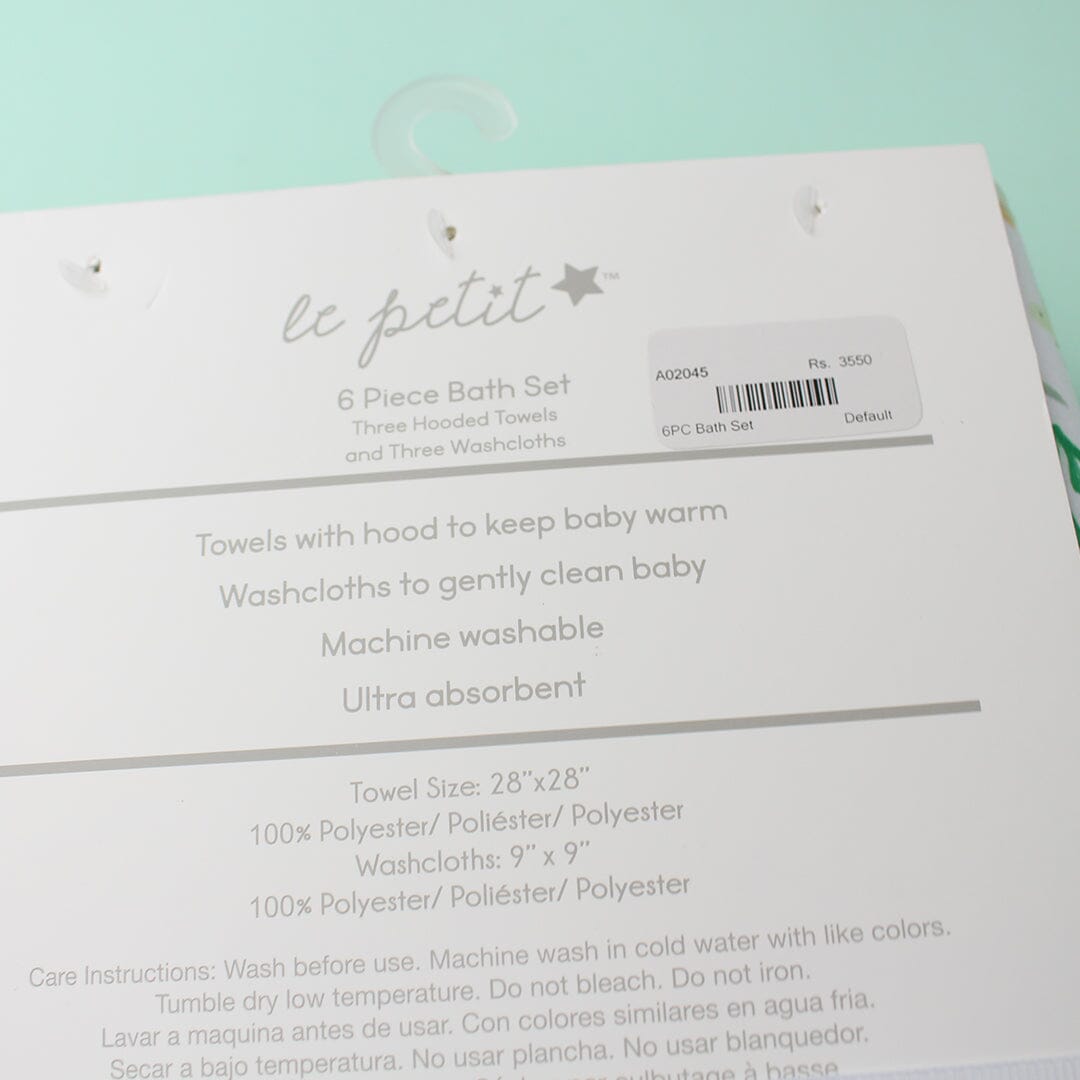 le petit ™
6 Piece Bath Set
Three Hooded Towels
and Three Washcloths
A02045
Rs. 3550
6PC Bath Set
Default
Towels with hood to keep baby warm
Washcloths to gently clean baby
Machine washable
Ultra absorbent
Towel Size: 28"x28"
100% Polyester/ Poliéster/ Polyester
Washcloths: 9" x 9"
100% Polyester/ Poliéster/ Polyester
Care Instructions: Wash before use. Machine wash in cold water with like colors.
Tumble dry low temperature. Do not bleach. Do not iron.
Lavar a maquina antes de usar. Con colores similares en agua fria.
Secar a bajo temperatura. No usar plancha. No usar blanquedor.
à basse